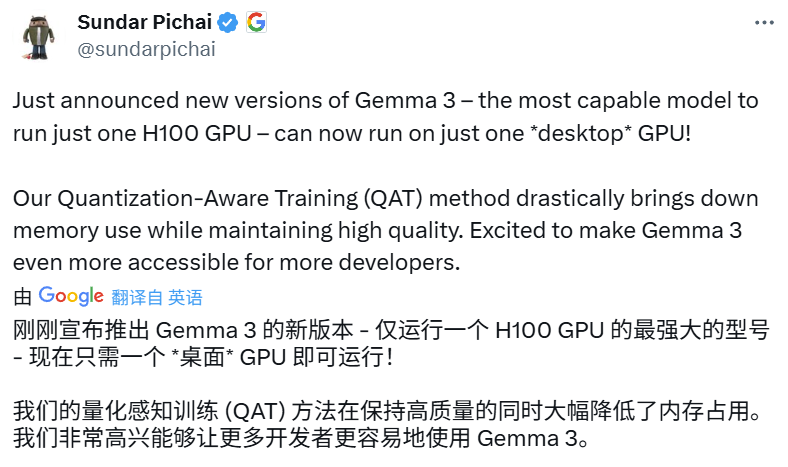 Sundar Pichai
@sundarpichai
Just announced new versions of Gemma 3 – the most capable model to
run just one H100 GPU – can now run on just one *desktop* GPU!
Our Quantization-Aware Training (QAT) method drastically brings down
memory use while maintaining high quality. Excited to make Gemma 3
even more accessible for more developers.
由 Google 翻译自 英语
刚刚宣布推出 Gemma 3 的新版本 - 仅运行一个 H100 GPU 的最强大的型号
- 现在只需一个 *桌面* GPU 即可运行！
我们的量化感知训练 (QAT) 方法在保持高质量的同时大幅降低了内存占用。
我们非常高兴能够让更多开发者更容易地使用 Gemma 3。